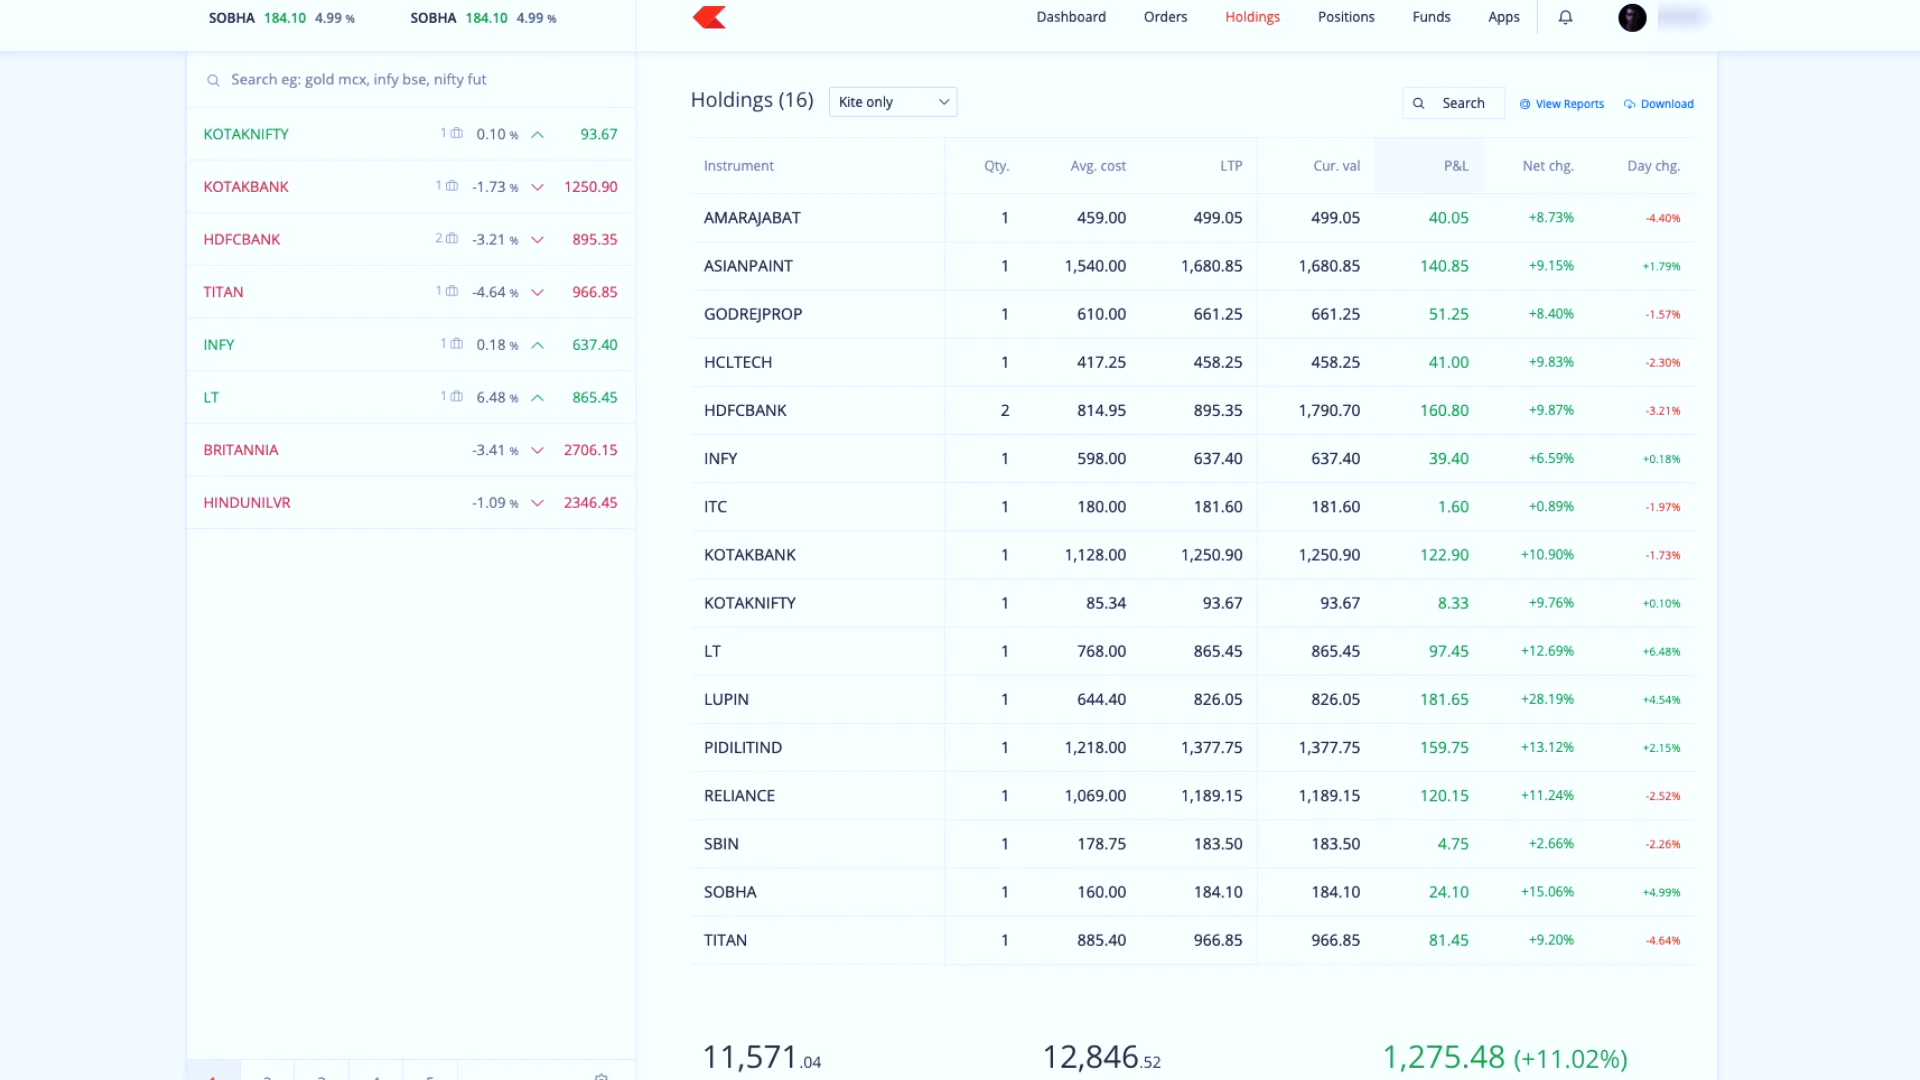 SOBHA 184.10 4.99 % SOBHA 184.10 4.99 %
Dashboard Orders Holdings Positions Funds Apps
Search eg: gold mcx, infy bse, nifty fut
KOTAKNIFTY 1 0.10 % 93.67
KOTAKBANK 1 -1.73 % 1250.90
HDFCBANK 2 -3.21 % 895.35
TITAN 1 -4.64 % 966.85
INFY 1 0.18 % 637.40
LT 1 6.48 % 865.45
BRITANNIA -3.41 % 2706.15
HINDUNILVR -1.09 % 2346.45
Holdings (16) Kite only Search View Reports Download
Instrument Qty. Avg. cost LTP Cur. val P&L Net chg. Day chg.
AMARAJABAT 1 459.00 499.05 499.05 40.05 +8.73% -4.40%
ASIANPAINT 1 1,540.00 1,680.85 1,680.85 140.85 +9.15% +1.79%
GODREJPROP 1 610.00 661.25 661.25 51.25 +8.40% -1.57%
HCLTECH 1 417.25 458.25 458.25 41.00 +9.83% -2.30%
HDFCBANK 2 814.95 895.35 1,790.70 160.80 +9.87% -3.21%
INFY 1 598.00 637.40 637.40 39.40 +6.59% +0.18%
ITC 1 180.00 181.60 181.60 1.60 +0.89% -1.97%
KOTAKBANK 1 1,128.00 1,250.90 1,250.90 122.90 +10.90% -1.73%
KOTAKNIFTY 1 85.34 93.67 93.67 8.33 +9.76% +0.10%
LT 1 768.00 865.45 865.45 97.45 +12.69% +6.48%
LUPIN 1 644.40 826.05 826.05 181.65 +28.19% +4.54%
PIDILITIND 1 1,218.00 1,377.75 1,377.75 159.75 +13.12% +2.15%
RELIANCE 1 1,069.00 1,189.15 1,189.15 120.15 +11.24% -2.52%
SBIN 1 178.75 183.50 183.50 4.75 +2.66% -2.26%
SOBHA 1 160.00 184.10 184.10 24.10 +15.06% +4.99%
TITAN 1 885.40 966.85 966.85 81.45 +9.20% -4.64%
11,571.04 12,846.52 1,275.48 (+11.02%)